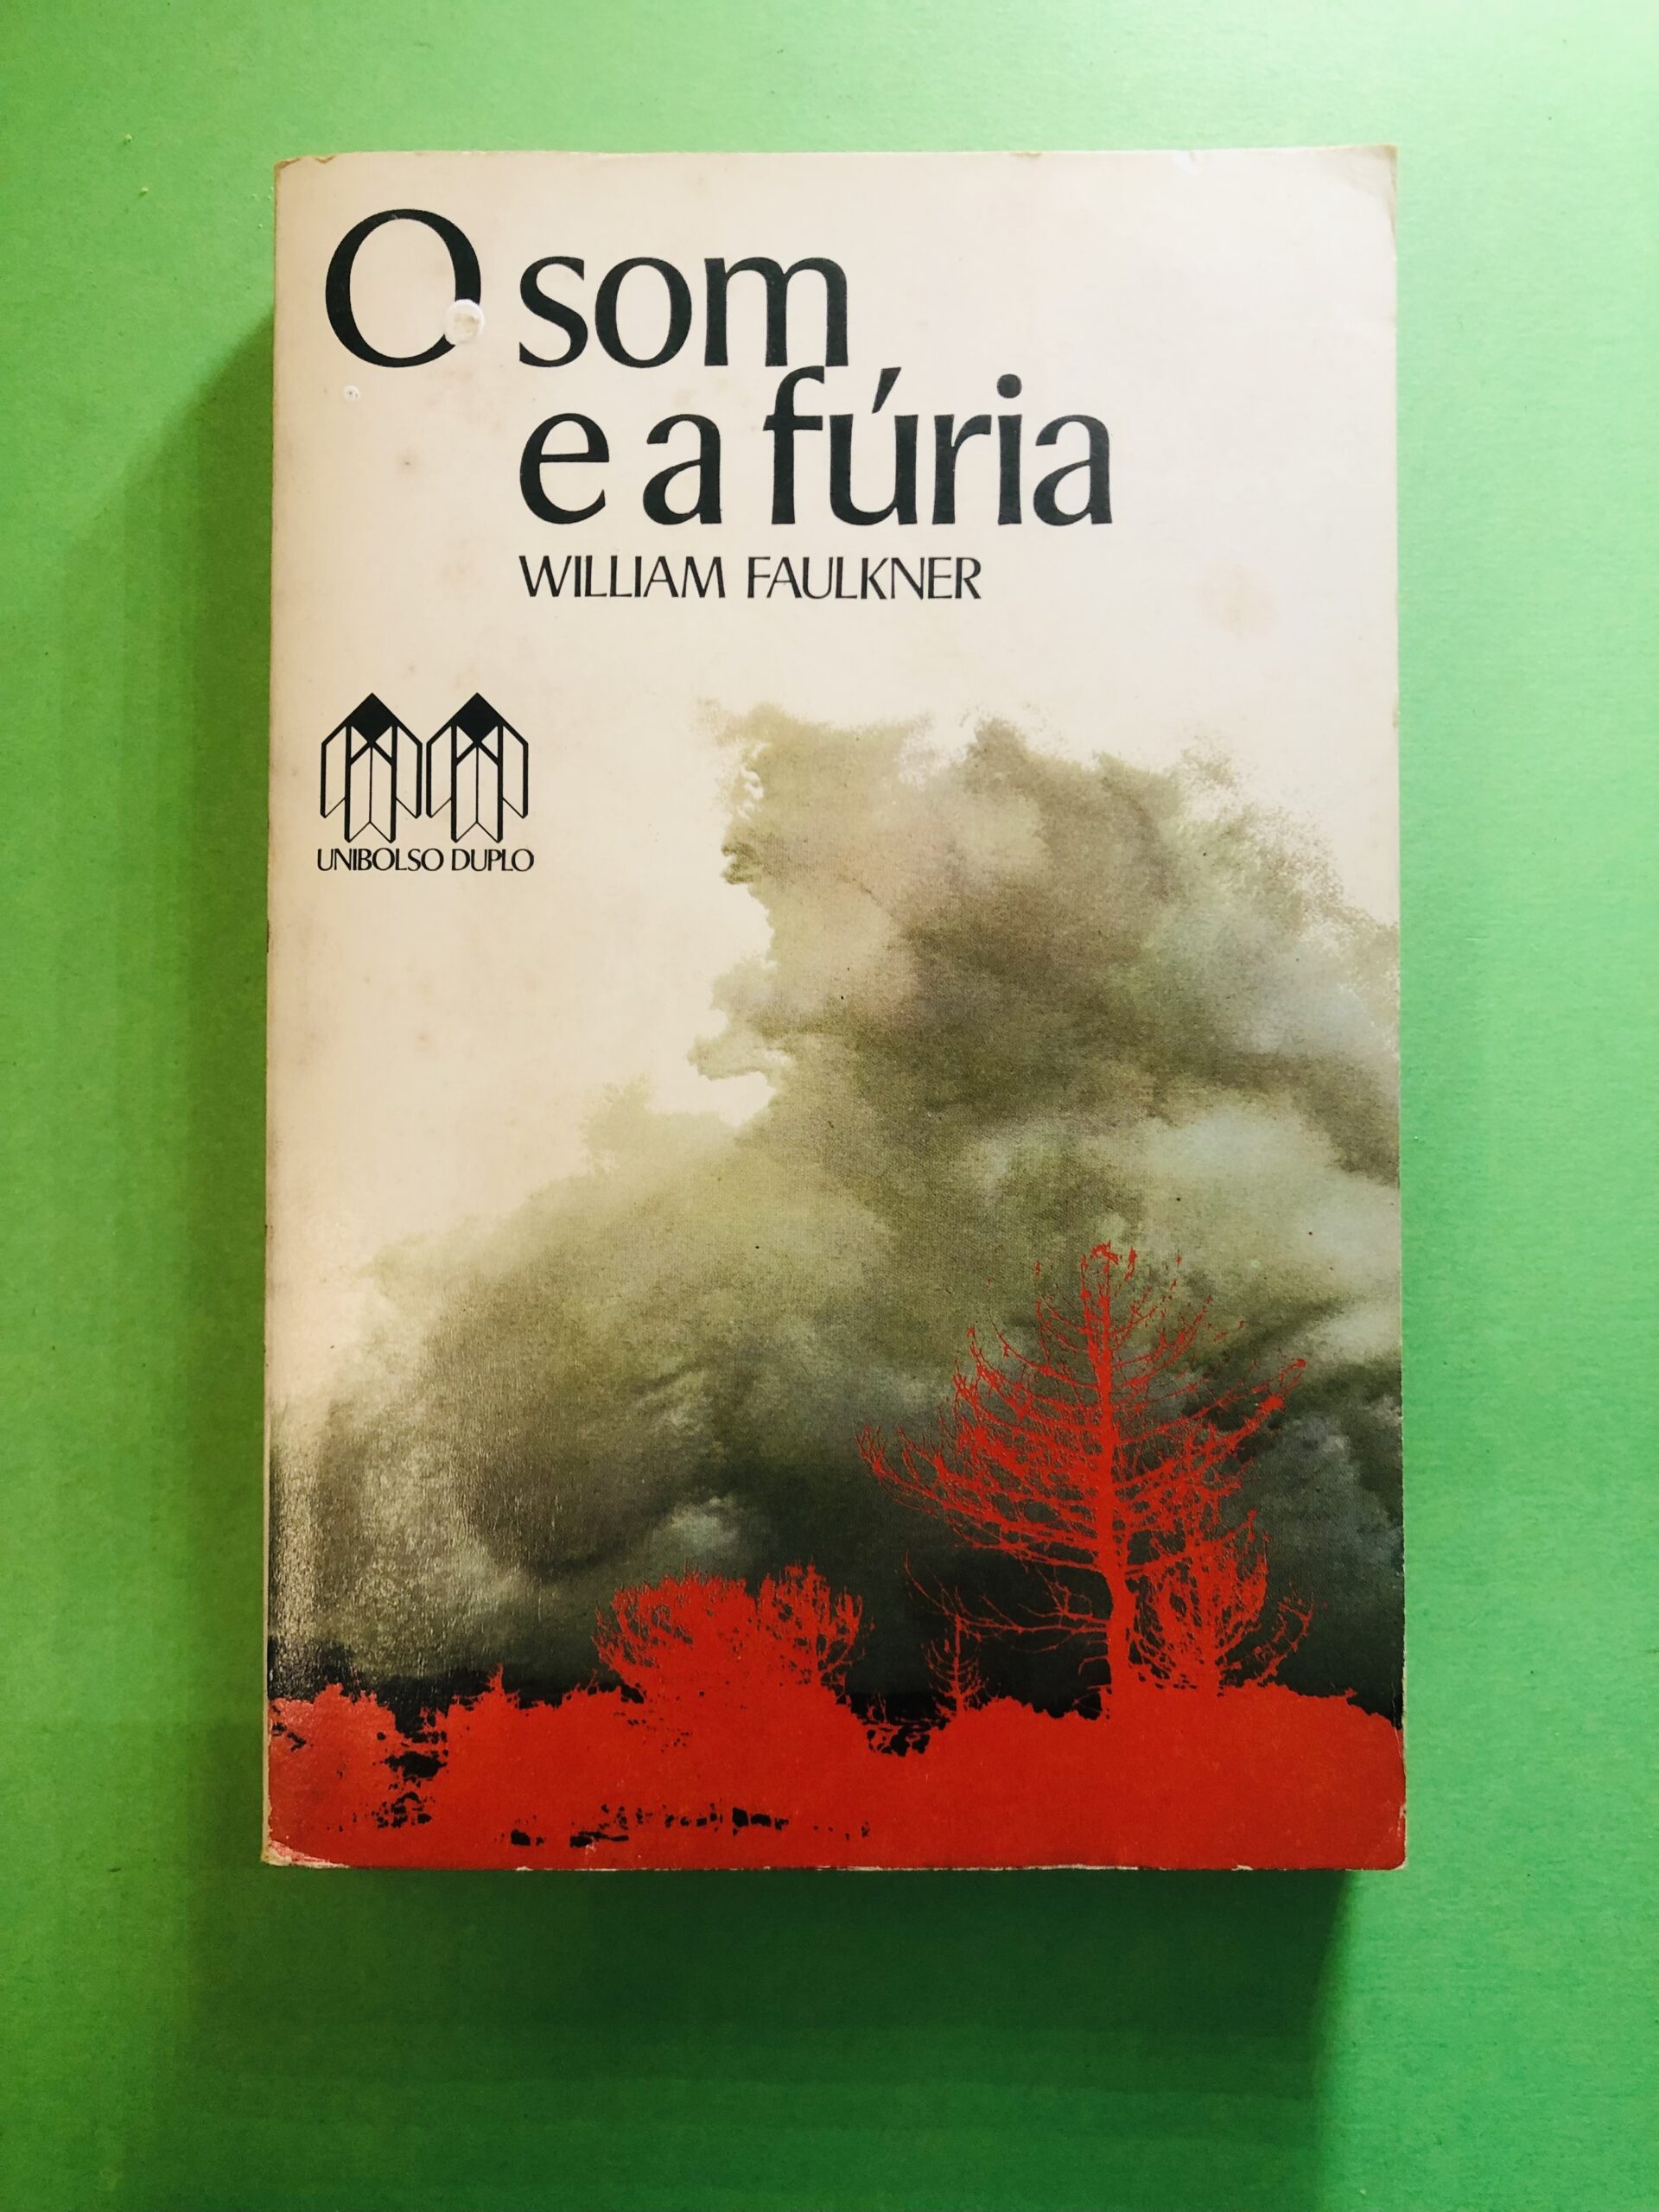 O som
e a fúria
WILLIAM FAULKNER
UNIBOLSO DUPLO